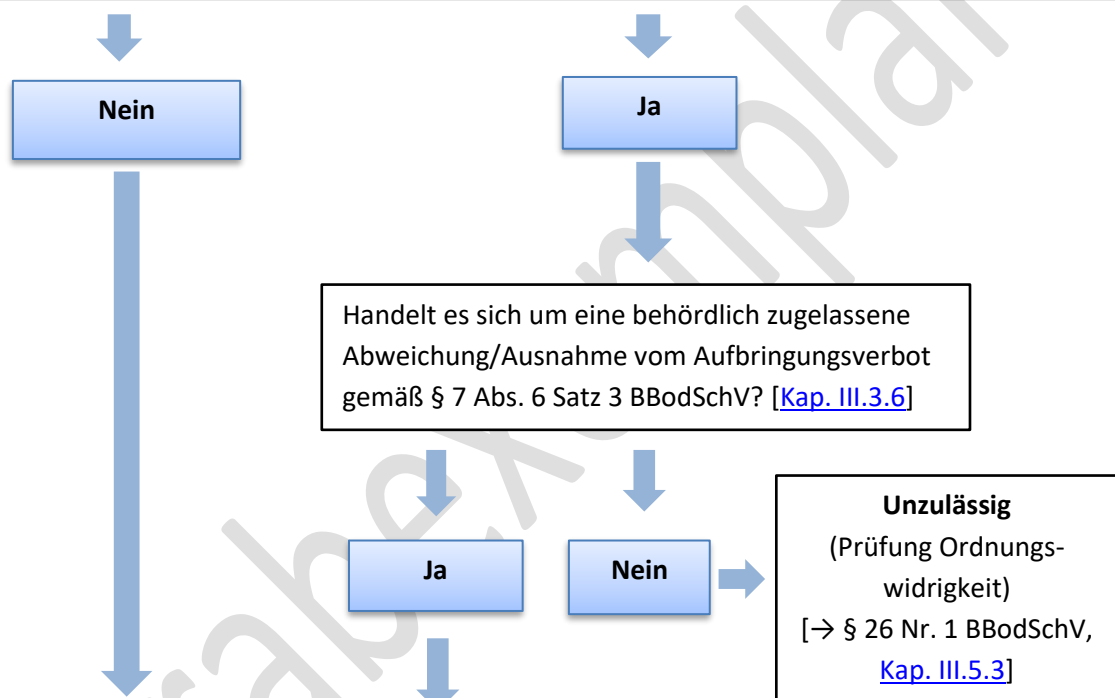 Nein
Ja
Handelt es sich um eine behördlich zugelassene
Abweichung/Ausnahme vom Aufbringungsverbot
gemäß § 7 Abs. 6 Satz 3 BBodSchV? [Kap. III.3.6]
Ja
Nein
Unzulässig
(Prüfung Ordnungs-
widrigkeit)
[→ § 26 Nr. 1 BBodSchV,
Kap. III.5.3]